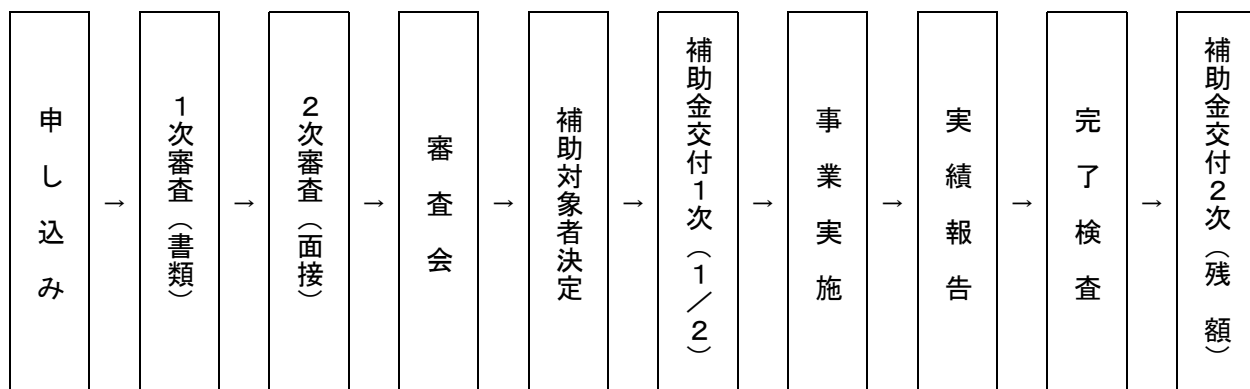 申し込み
→
1次審査（書類）
→
2次審査（面接）
→
審査会
→
補助対象者決定
→
補助金交付1次（1／2）
→
事業実施
→
実績報告
→
完了検査
→
補助金交付2次（残額）